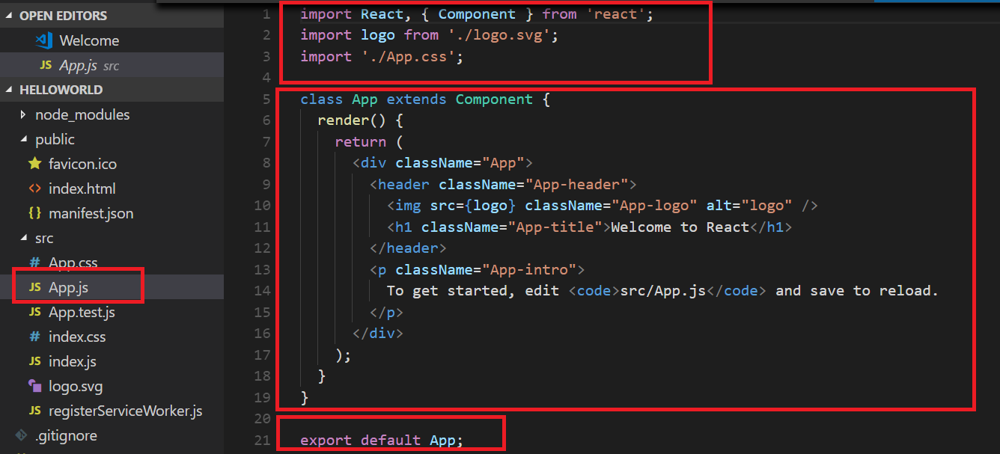 OPEN EDITORS
Welcome
JS App.js src
HELLOWORLD
node_modules
public
favicon.ico
<> index.html
{} manifest.json
src
# App.css
JS App.js
JS App.test.js
# index.css
JS index.js
logo.svg
JS registerServiceWorker.js
.gitignore
1 import React, { Component } from 'react';
2 import logo from './logo.svg';
3 import './App.css';
4
5 class App extends Component {
6 render() {
7 return (
8 <div className="App">
9 <header className="App-header">
10 <img src={logo} className="App-logo" alt="logo" />
11 <h1 className="App-title">Welcome to React</h1>
12 </header>
13 <p className="App-intro">
14 To get started, edit <code>src/App.js</code> and save to reload.
15 </p>
16 </div>
17 );
18 }
19 }
20
21 export default App;